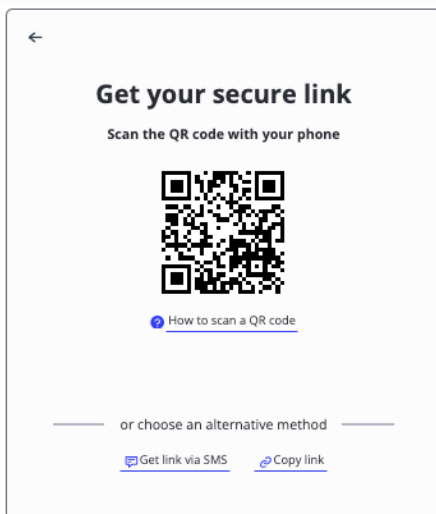 Get your secure link
Scan the QR code with your phone
How to scan a QR code
or choose an alternative method
Get link via SMS
Copy link